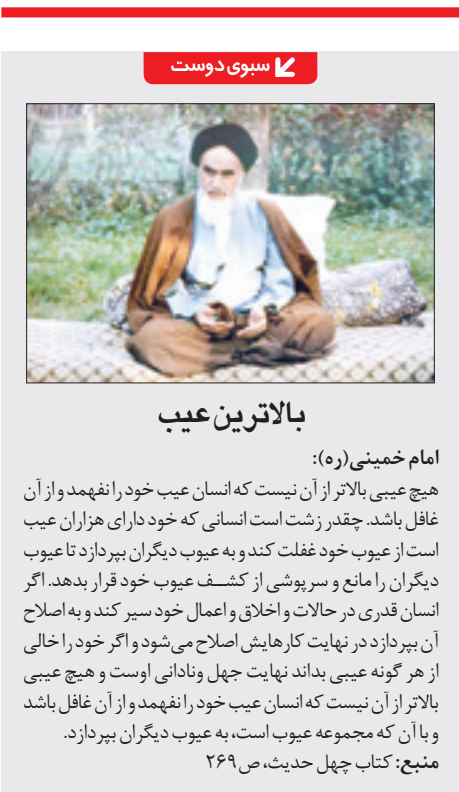 سبوی دوست
بالاترین عیب
امام خمینی(ره):
هیچ عیبی بالاتر از آن نیست که انسان عیب خود را نفهمد و از آن
غافل باشد. چقدر زشت است انسانی که خود دارای هزاران عیب
است از عیوب خود غفلت کند و به عیوب دیگران بپردازد تا عیوب
دیگران را مانع و سرپوشی از کشف عیوب خود قرار بدهد. اگر
انسان قدری در حالات و اخلاق و اعمال خود سیر کند و به اصلاح
آن بپردازد در نهایت کارهایش اصلاح می‌شود و اگر خود را خالی
از هر گونه عیبی بداند نهایت جهل ونادانی اوست و هیچ عیبی
بالاتر از آن نیست که انسان عیب خود را نفهمد و از آن غافل باشد
و با آن که مجموعه عیوب است، به عیوب دیگران بپردازد.
منبع: کتاب چهل حدیث، ص ۲۶۹